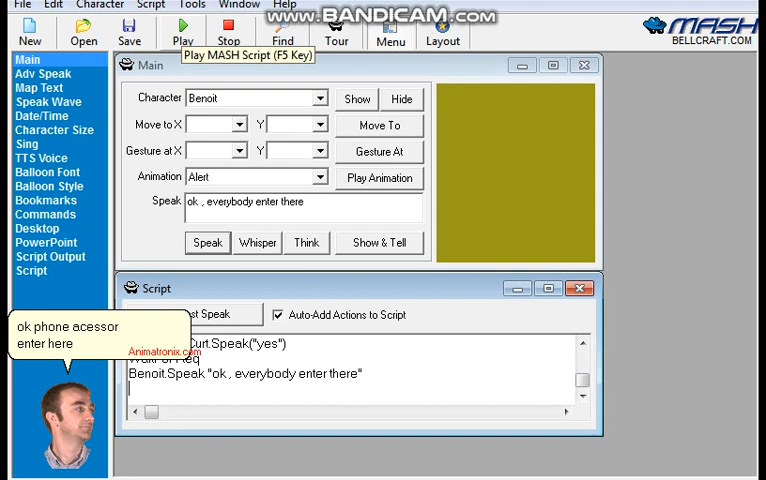 File Edit Character Script Tools Window Help
www.BANDICAM.com
New Open Save Play Stop Find Tour Menu Layout
MASH
BELLCRAFT.COM
Play MASH Script (F5 Key)
Main
Adv Speak
Map Text
Speak Wave
Date/Time
Character Size
Sing
TTS Voice
Balloon Font
Balloon Style
Bookmarks
Commands
Desktop
PowerPoint
Script Output
Script
Main
Character Benoit Show Hide
Move to X Y Move To
Gesture at X Y Gesture At
Animation Alert Play Animation
Speak ok , everybody enter there
Speak Whisper Think Show & Tell
Script
Speak Auto-Add Actions to Script
Curt.Speak("yes")
Benoit.Speak "ok , everybody enter there"
ok phone acessor
enter here
Animatronix.com